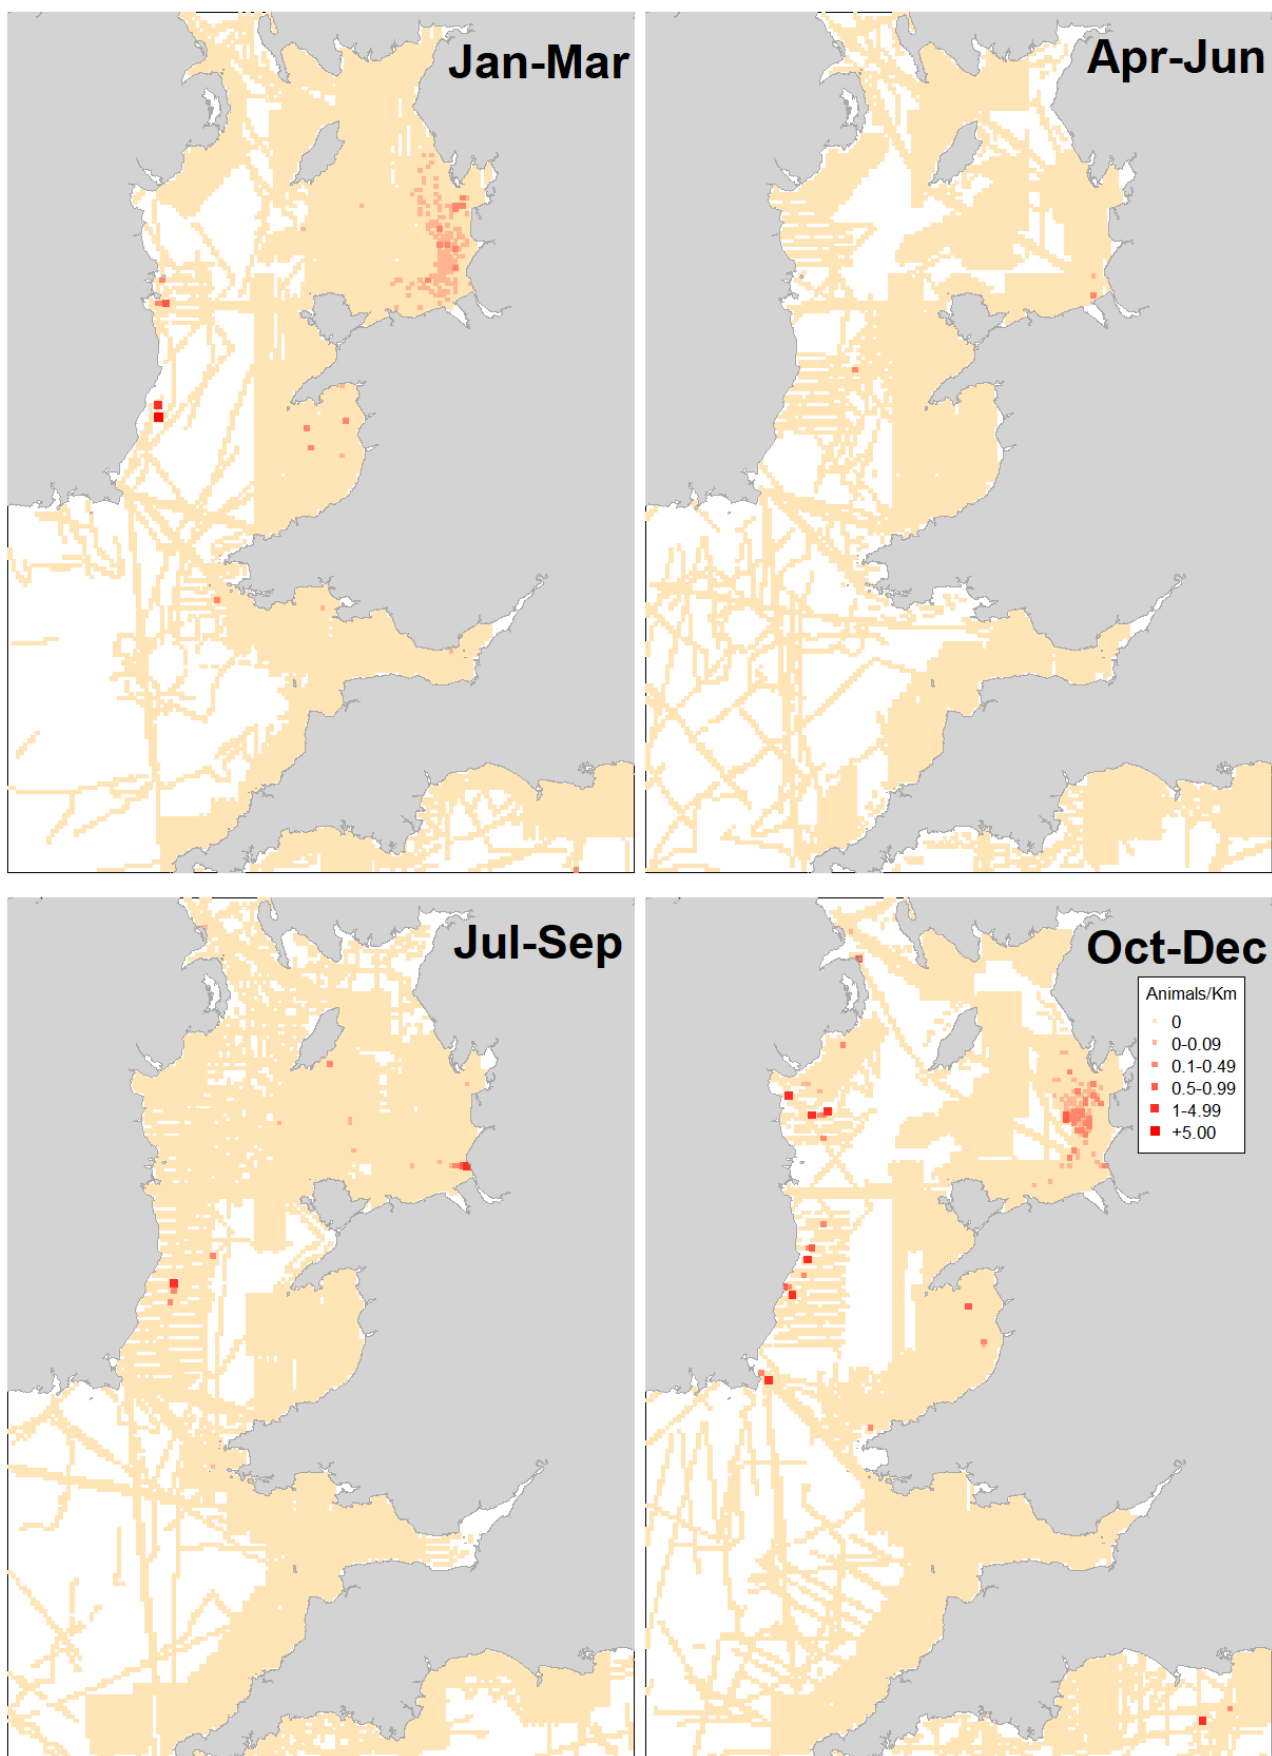 Jan-Mar
Apr-Jun
Jul-Sep
Oct-Dec
Animals/Km
0
0-0.09
0.1-0.49
0.5-0.99
1-4.99
+5.00